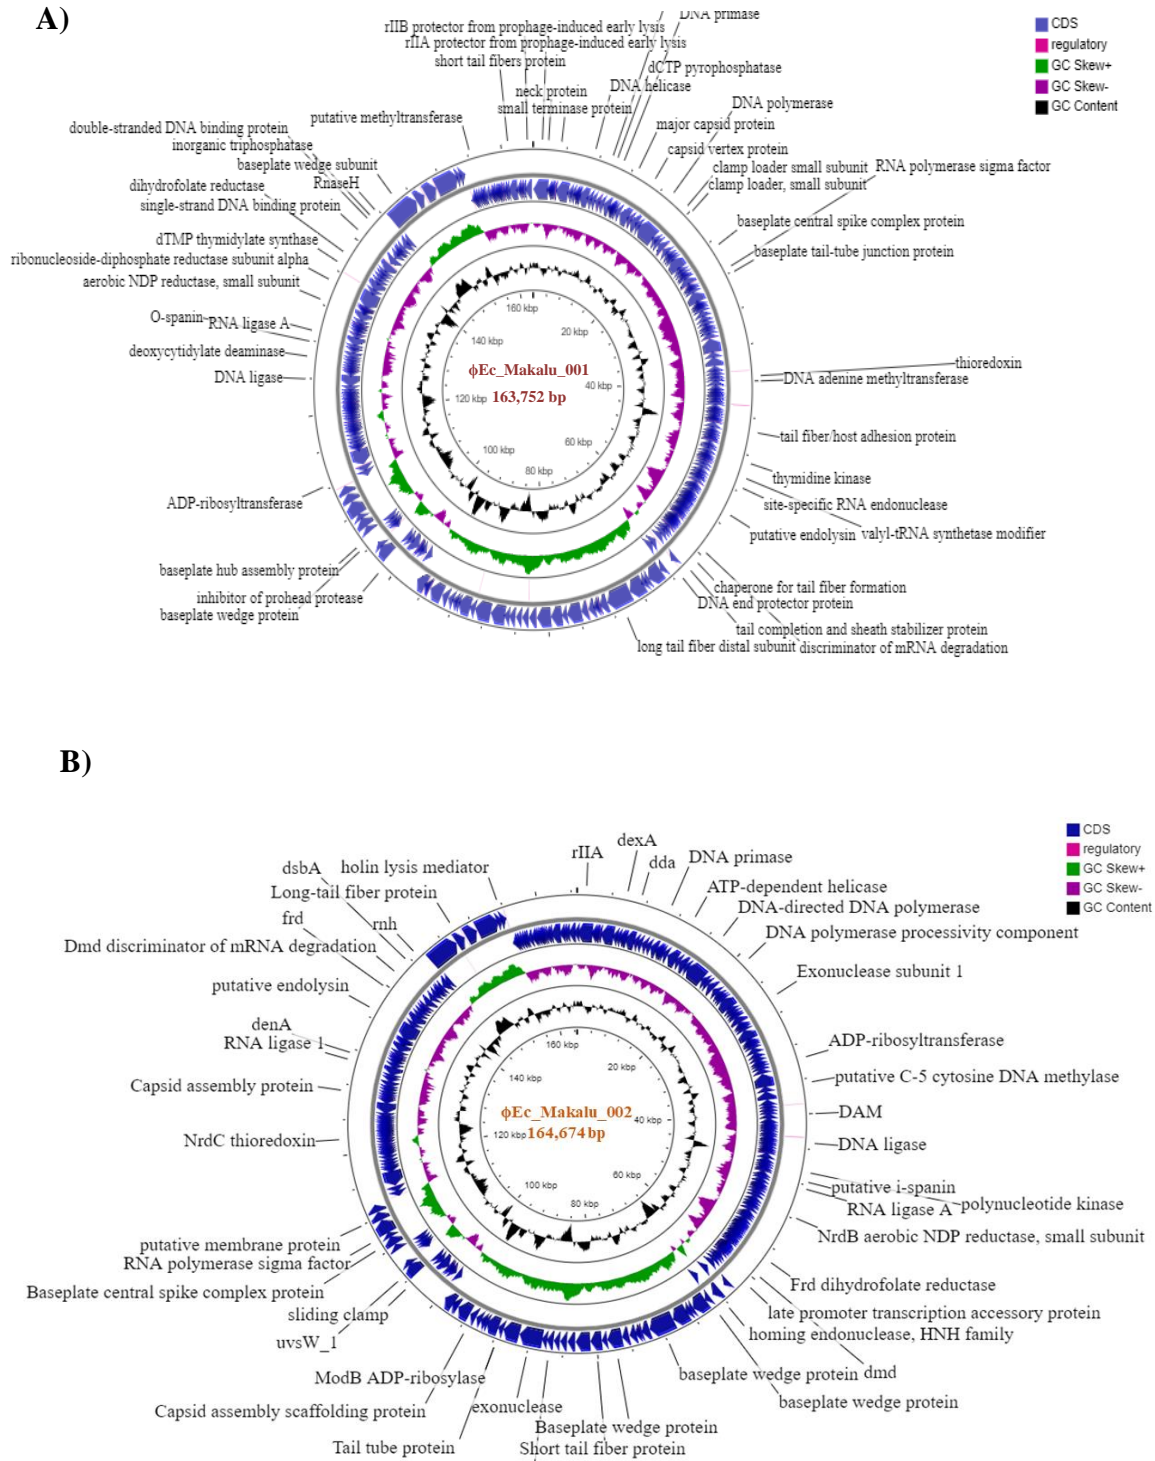 A)
DNA primase
rIIB protector from prophage-induced early lysis
rIIA protector from prophage-induced early lysis
short tail fibers protein
dCTP pyrophosphatase
DNA helicase
neck protein
small terminase protein
DNA polymerase
putative methyltransferase
major capsid protein
double-stranded DNA binding protein
inorganic triphosphatase
capsid vertex protein
baseplate wedge subunit
clamp loader small subunit
RNA polymerase sigma factor
RnaseH
clamp loader, small subunit
dihydrofolate reductase
single-strand DNA binding protein
baseplate central spike complex protein
dTMP thymidylate synthase
baseplate tail-tube junction protein
ribonucleoside-diphosphate reductase subunit alpha
aerobic NDP reductase, small subunit
O-spanin
RNA ligase A
deoxycytidylate deaminase
thioredoxin
DNA ligase
DNA adenine methyltransferase
tail fiber/host adhesion protein
thymidine kinase
ADP-ribosyltransferase
site-specific RNA endonuclease
putative endolysin
valyl-tRNA synthetase modifier
baseplate hub assembly protein
chaperone for tail fiber formation
inhibitor of prohead protease
DNA end protector protein
baseplate wedge protein
tail completion and sheath stabilizer protein
long tail fiber distal subunit
discriminator of mRNA degradation
160 kbp
20 kbp
140 kbp
40 kbp
120 kbp
60 kbp
100 kbp
80 kbp
ϕEc_Makalu_001
163,752 bp
CDS
regulatory
GC Skew+
GC Skew-
GC Content
B)
CDS
regulatory
GC Skew+
GC Skew-
GC Content
dexA
rIIA
dda
DNA primase
dsbA
holin lysis mediator
Long-tail fiber protein
ATP-dependent helicase
DNA-directed DNA polymerase
frd
rnh
DNA polymerase processivity component
Dmd discriminator of mRNA degradation
Exonuclease subunit 1
putative endolysin
denA
RNA ligase 1
ADP-ribosyltransferase
putative C-5 cytosine DNA methylase
Capsid assembly protein
DAM
NrdC thioredoxin
DNA ligase
putative i-spanin
polynucleotide kinase
RNA ligase A
NrdB aerobic NDP reductase, small subunit
putative membrane protein
RNA polymerase sigma factor
Baseplate central spike complex protein
Frd dihydrofolate reductase
sliding clamp
late promoter transcription accessory protein
uvsW_1
homing endonuclease, HNH family
ModB ADP-ribosylase
baseplate wedge protein
dmd
baseplate wedge protein
Capsid assembly scaffolding protein
exonuclease
Baseplate wedge protein
Tail tube protein
Short tail fiber protein
160 kbp
20 kbp
140 kbp
40 kbp
120 kbp
60 kbp
100 kbp
80 kbp
ϕEc_Makalu_002
164,674 bp